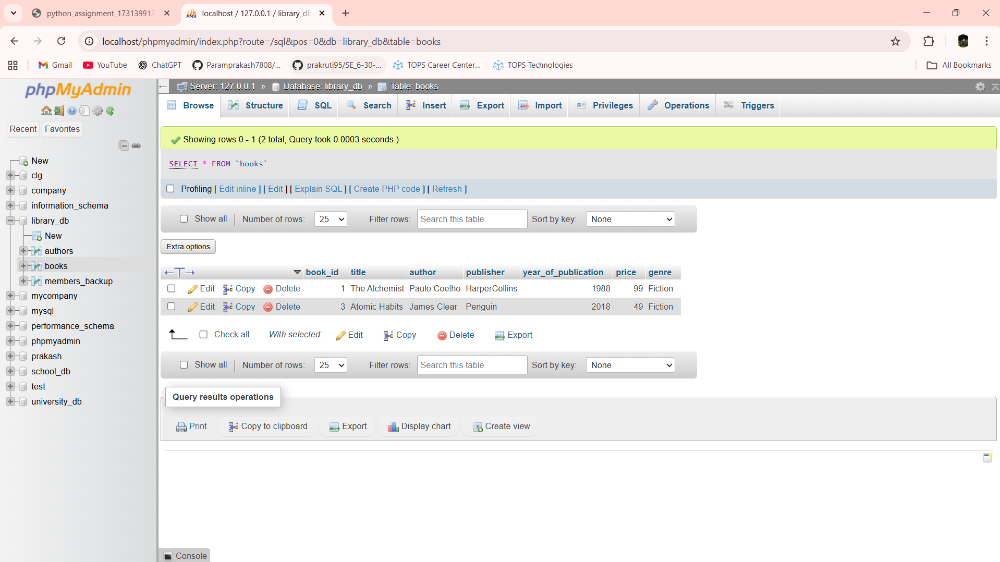 python_assignment_173139913
localhost / 127.0.0.1 / library_db
localhost/phpmyadmin/index.php?route=/sql&pos=0&db=library_db&table=books
Gmail YouTube ChatGPT Paramprakash7808/... prakruti95/SE_6-30-... TOPS Career Center... TOPS Technologies All Bookmarks
phpMyAdmin
Recent Favorites
New
clg
company
information_schema
library_db
New
authors
books
members_backup
mycompany
mysql
performance_schema
phpmyadmin
prakash
school_db
test
university_db
Server: 127.0.0.1 » Database: library_db » Table: books
Browse Structure SQL Search Insert Export Import Privileges Operations Triggers
Showing rows 0 - 1 (2 total, Query took 0.0003 seconds.)
SELECT * FROM `books`
Profiling [ Edit inline ] [ Edit ] [ Explain SQL ] [ Create PHP code ] [ Refresh ]
Show all Number of rows: 25 Filter rows: Search this table Sort by key: None
Extra options
←T→ book_id title author publisher year_of_publication price genre
Edit Copy Delete 1 The Alchemist Paulo Coelho HarperCollins 1988 99 Fiction
Edit Copy Delete 3 Atomic Habits James Clear Penguin 2018 49 Fiction
Check all With selected: Edit Copy Delete Export
Show all Number of rows: 25 Filter rows: Search this table Sort by key: None
Query results operations
Print Copy to clipboard Export Display chart Create view
Console